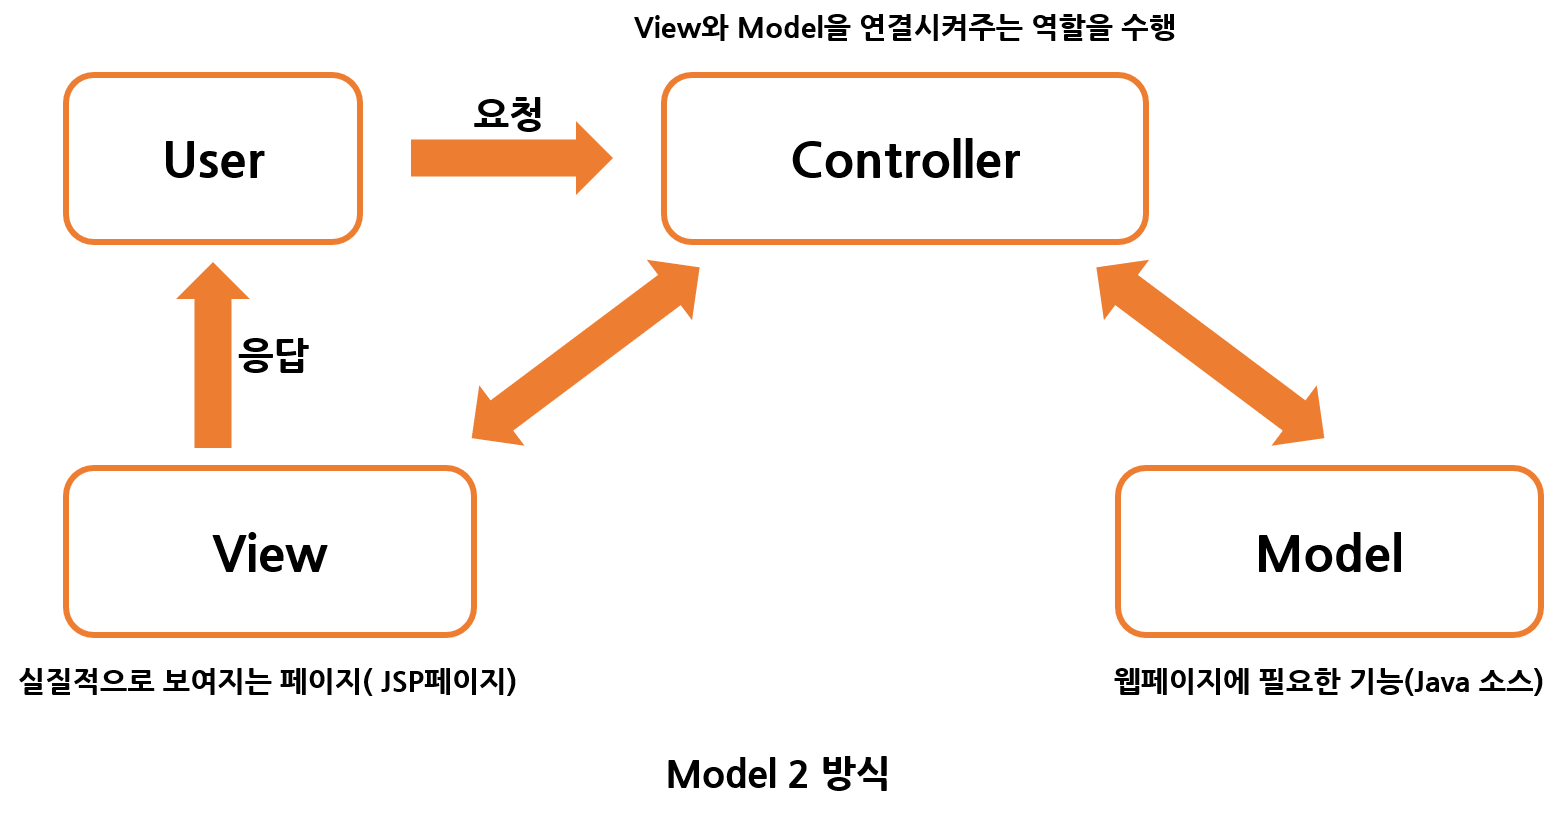 View와 Model을 연결시켜주는 역할을 수행
User
요청
Controller
응답
View
Model
실질적으로 보여지는 페이지( JSP페이지)
웹페이지에 필요한 기능(Java 소스)
Model 2 방식